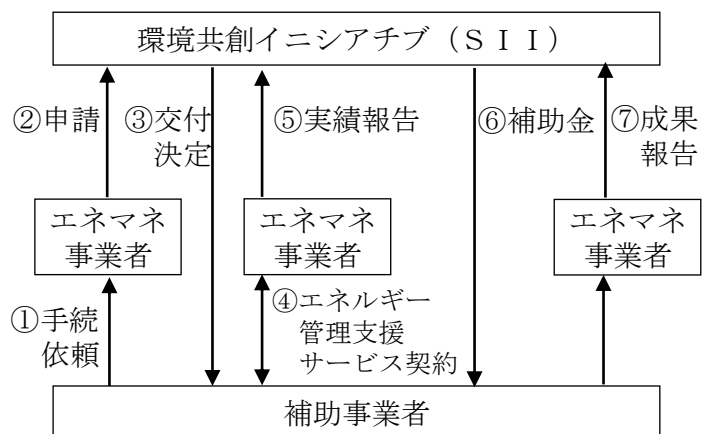 環境共創イニシアチブ（ＳＩＩ）
②申請
③交付
決定
⑤実績報告
⑥補助金
⑦成果
報告
エネマネ
事業者
エネマネ
事業者
エネマネ
事業者
①手続
依頼
④エネルギー
管理支援
サービス契約
補助事業者